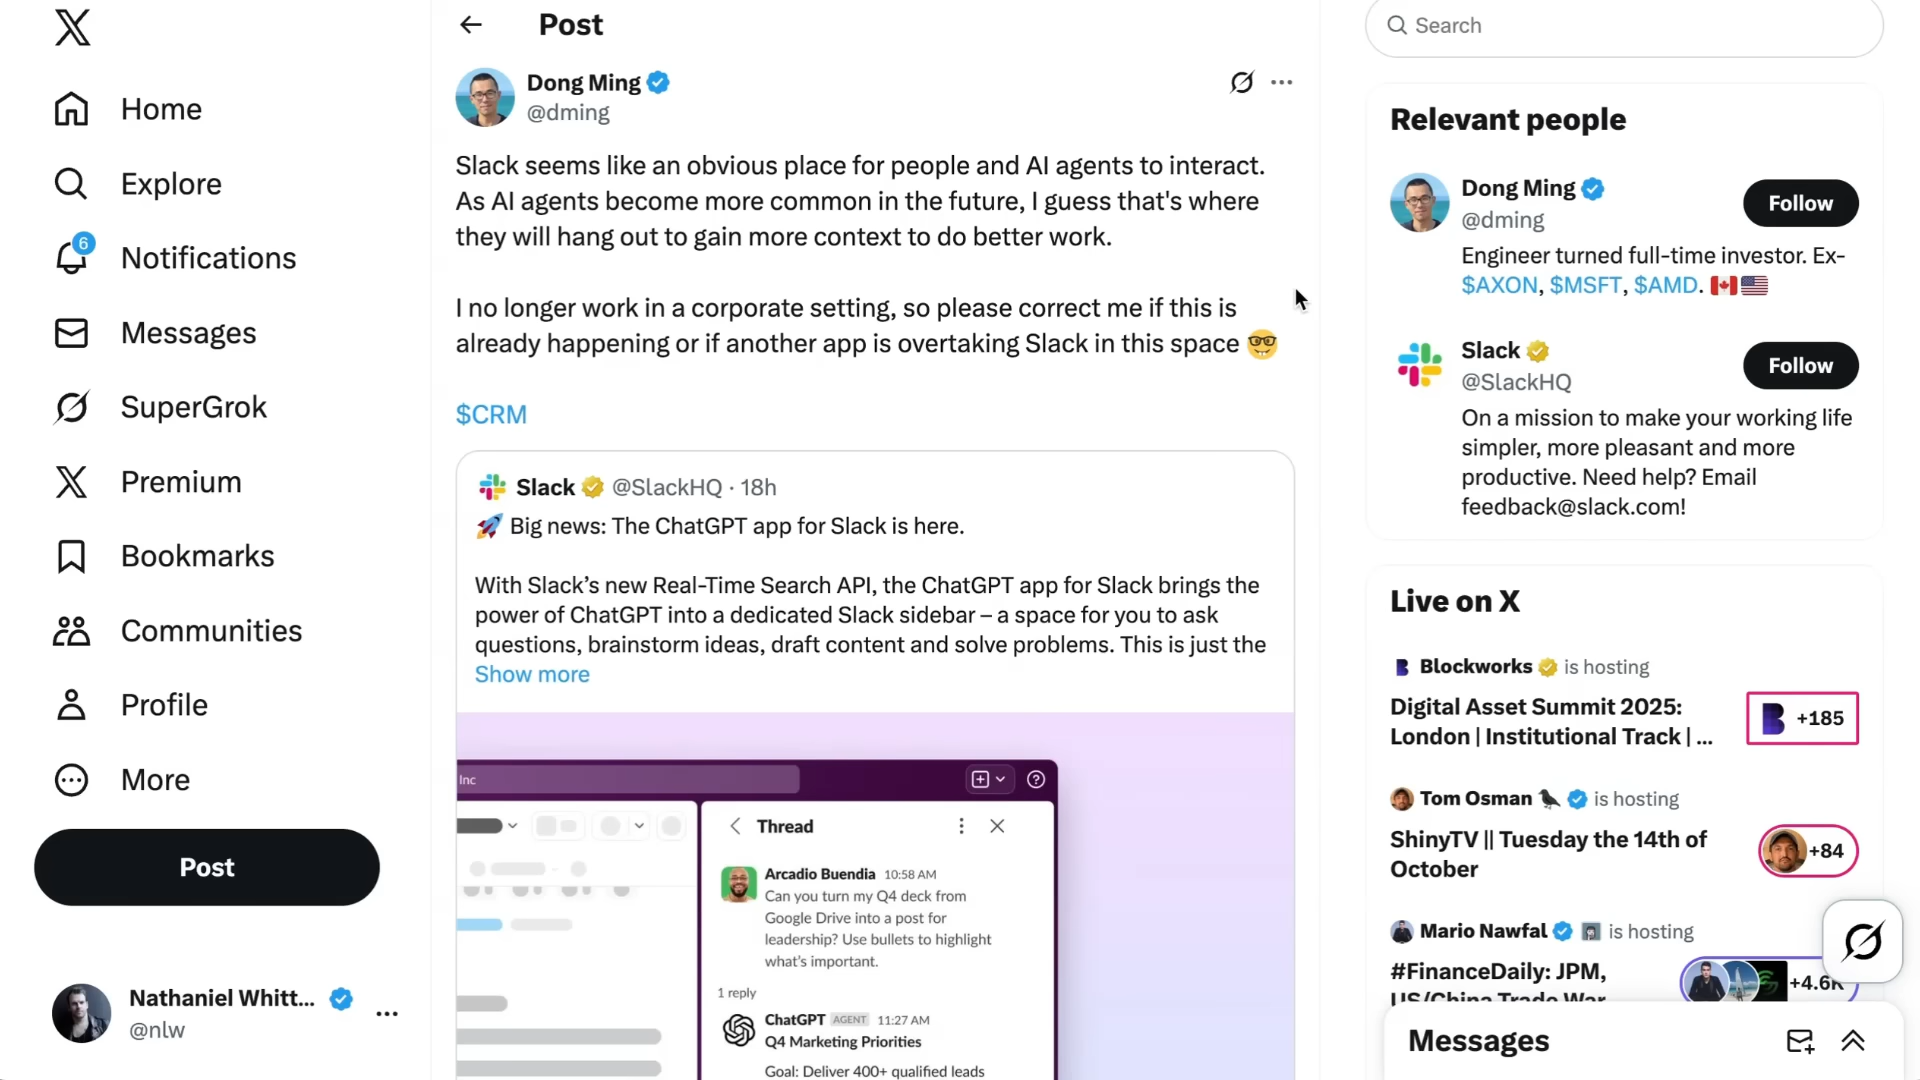 Home
Explore
6
Notifications
Messages
SuperGrok
Premium
Bookmarks
Communities
Profile
More
Post
Nathaniel Whitt...
@nlw
Post
Dong Ming
@dming
Slack seems like an obvious place for people and AI agents to interact.
As AI agents become more common in the future, I guess that's where
they will hang out to gain more context to do better work.
I no longer work in a corporate setting, so please correct me if this is
already happening or if another app is overtaking Slack in this space
$CRM
Slack @SlackHQ · 18h
Big news: The ChatGPT app for Slack is here.
With Slack’s new Real-Time Search API, the ChatGPT app for Slack brings the
power of ChatGPT into a dedicated Slack sidebar – a space for you to ask
questions, brainstorm ideas, draft content and solve problems. This is just the
Show more
Inc
Thread
Arcadio Buendia 10:58 AM
Can you turn my Q4 deck from
Google Drive into a post for
leadership? Use bullets to highlight
what’s important.
1 reply
ChatGPT AGENT 11:27 AM
Q4 Marketing Priorities
Goal: Deliver 400+ qualified leads
Search
Relevant people
Dong Ming
@dming
Follow
Engineer turned full-time investor. Ex-
$AXON, $MSFT, $AMD.
Slack
@SlackHQ
Follow
On a mission to make your working life
simpler, more pleasant and more
productive. Need help? Email
feedback@slack.com!
Live on X
Blockworks is hosting
Digital Asset Summit 2025:
London | Institutional Track | ...
+185
Tom Osman is hosting
ShinyTV || Tuesday the 14th of
October
+84
Mario Nawfal is hosting
#FinanceDaily: JPM,
US/China Trade War
+4.6K
Messages